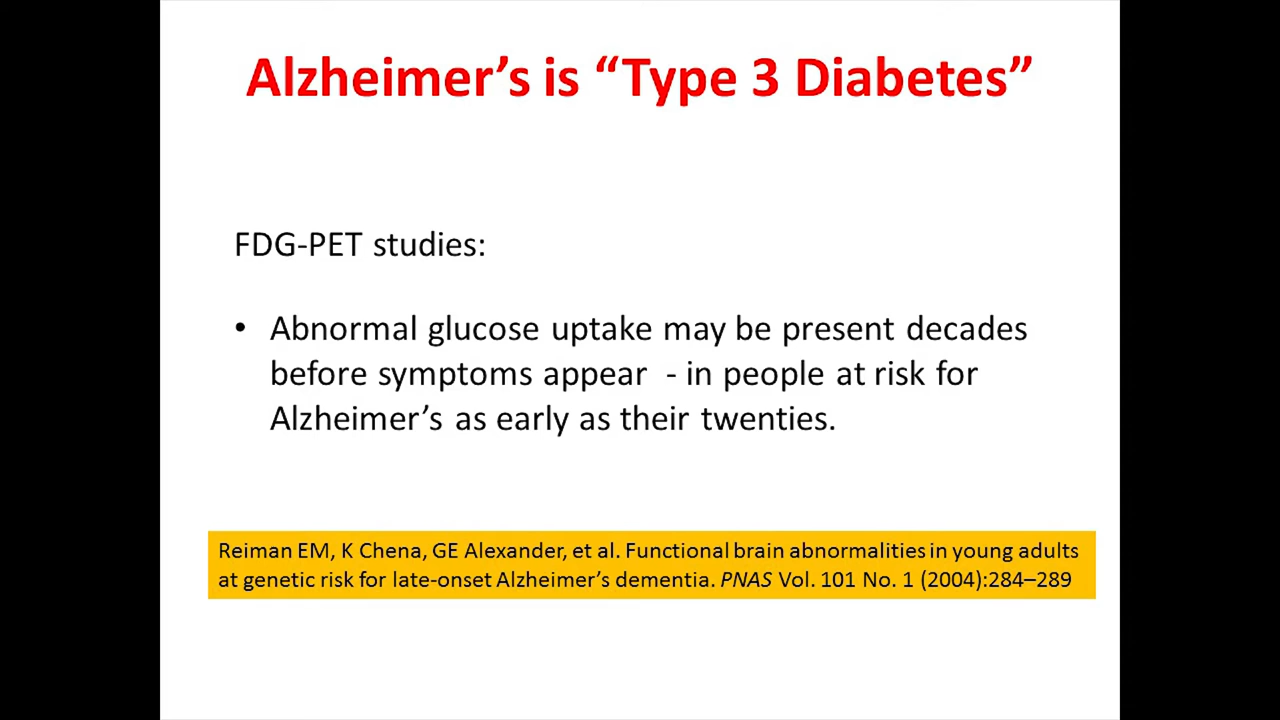 Alzheimer’s is “Type 3 Diabetes”
FDG-PET studies:
• Abnormal glucose uptake may be present decades
before symptoms appear - in people at risk for
Alzheimer’s as early as their twenties.
Reiman EM, K Chena, GE Alexander, et al. Functional brain abnormalities in young adults
at genetic risk for late-onset Alzheimer’s dementia. PNAS Vol. 101 No. 1 (2004):284–289